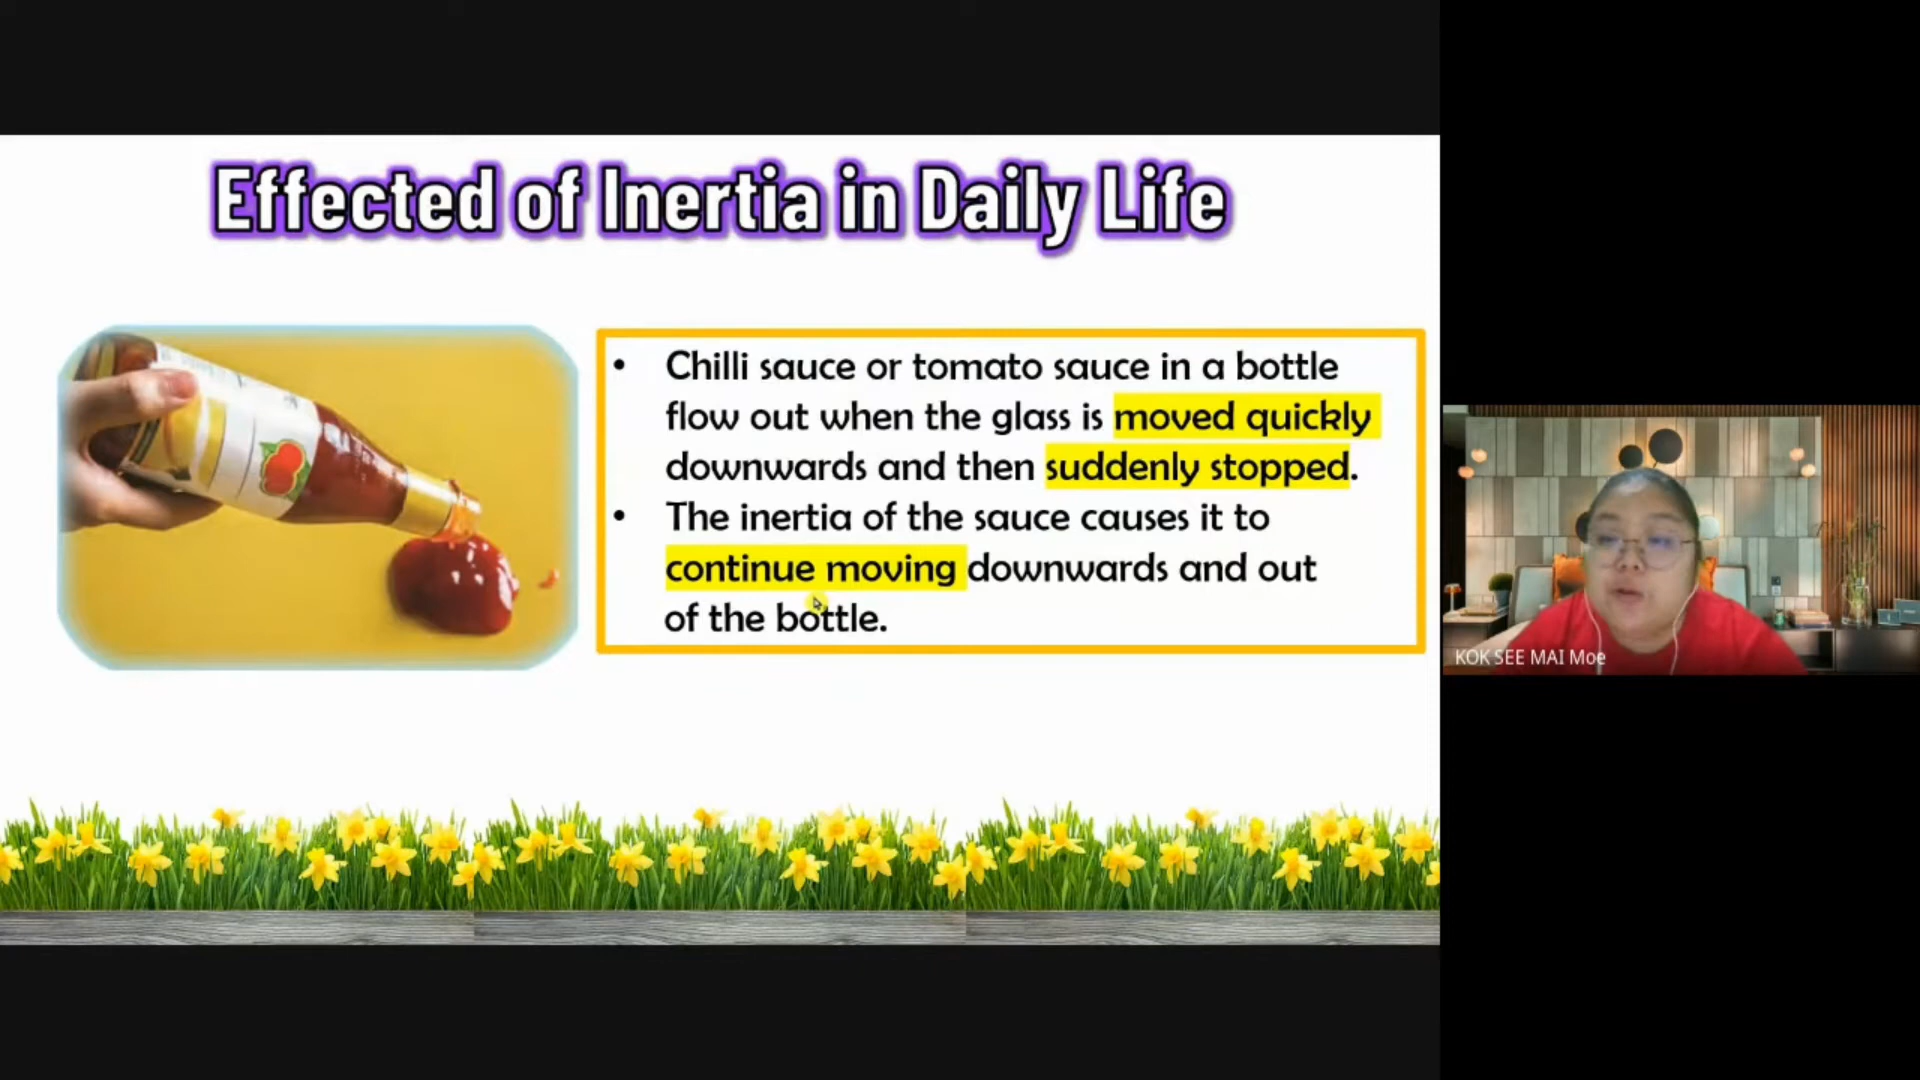 Effected of Inertia in Daily Life
• Chilli sauce or tomato sauce in a bottle
flow out when the glass is moved quickly
downwards and then suddenly stopped.
• The inertia of the sauce causes it to
continue moving downwards and out
of the bottle.
KOK SEE MAI Moe